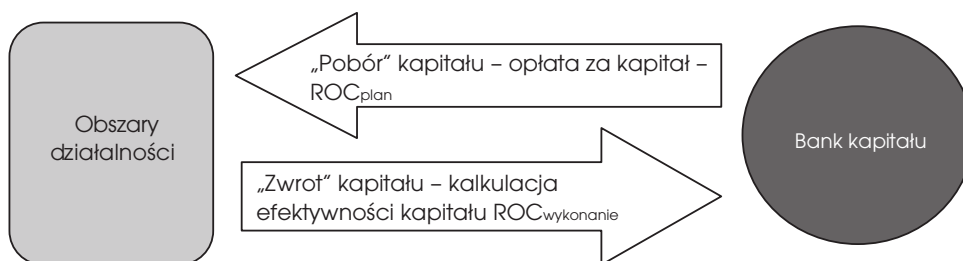 Obszary
działalności
„Pobór” kapitału – opłata za kapitał –
ROCplan
„Zwrot” kapitału – kalkulacja
efektywności kapitału ROCwykonanie
Bank kapitału